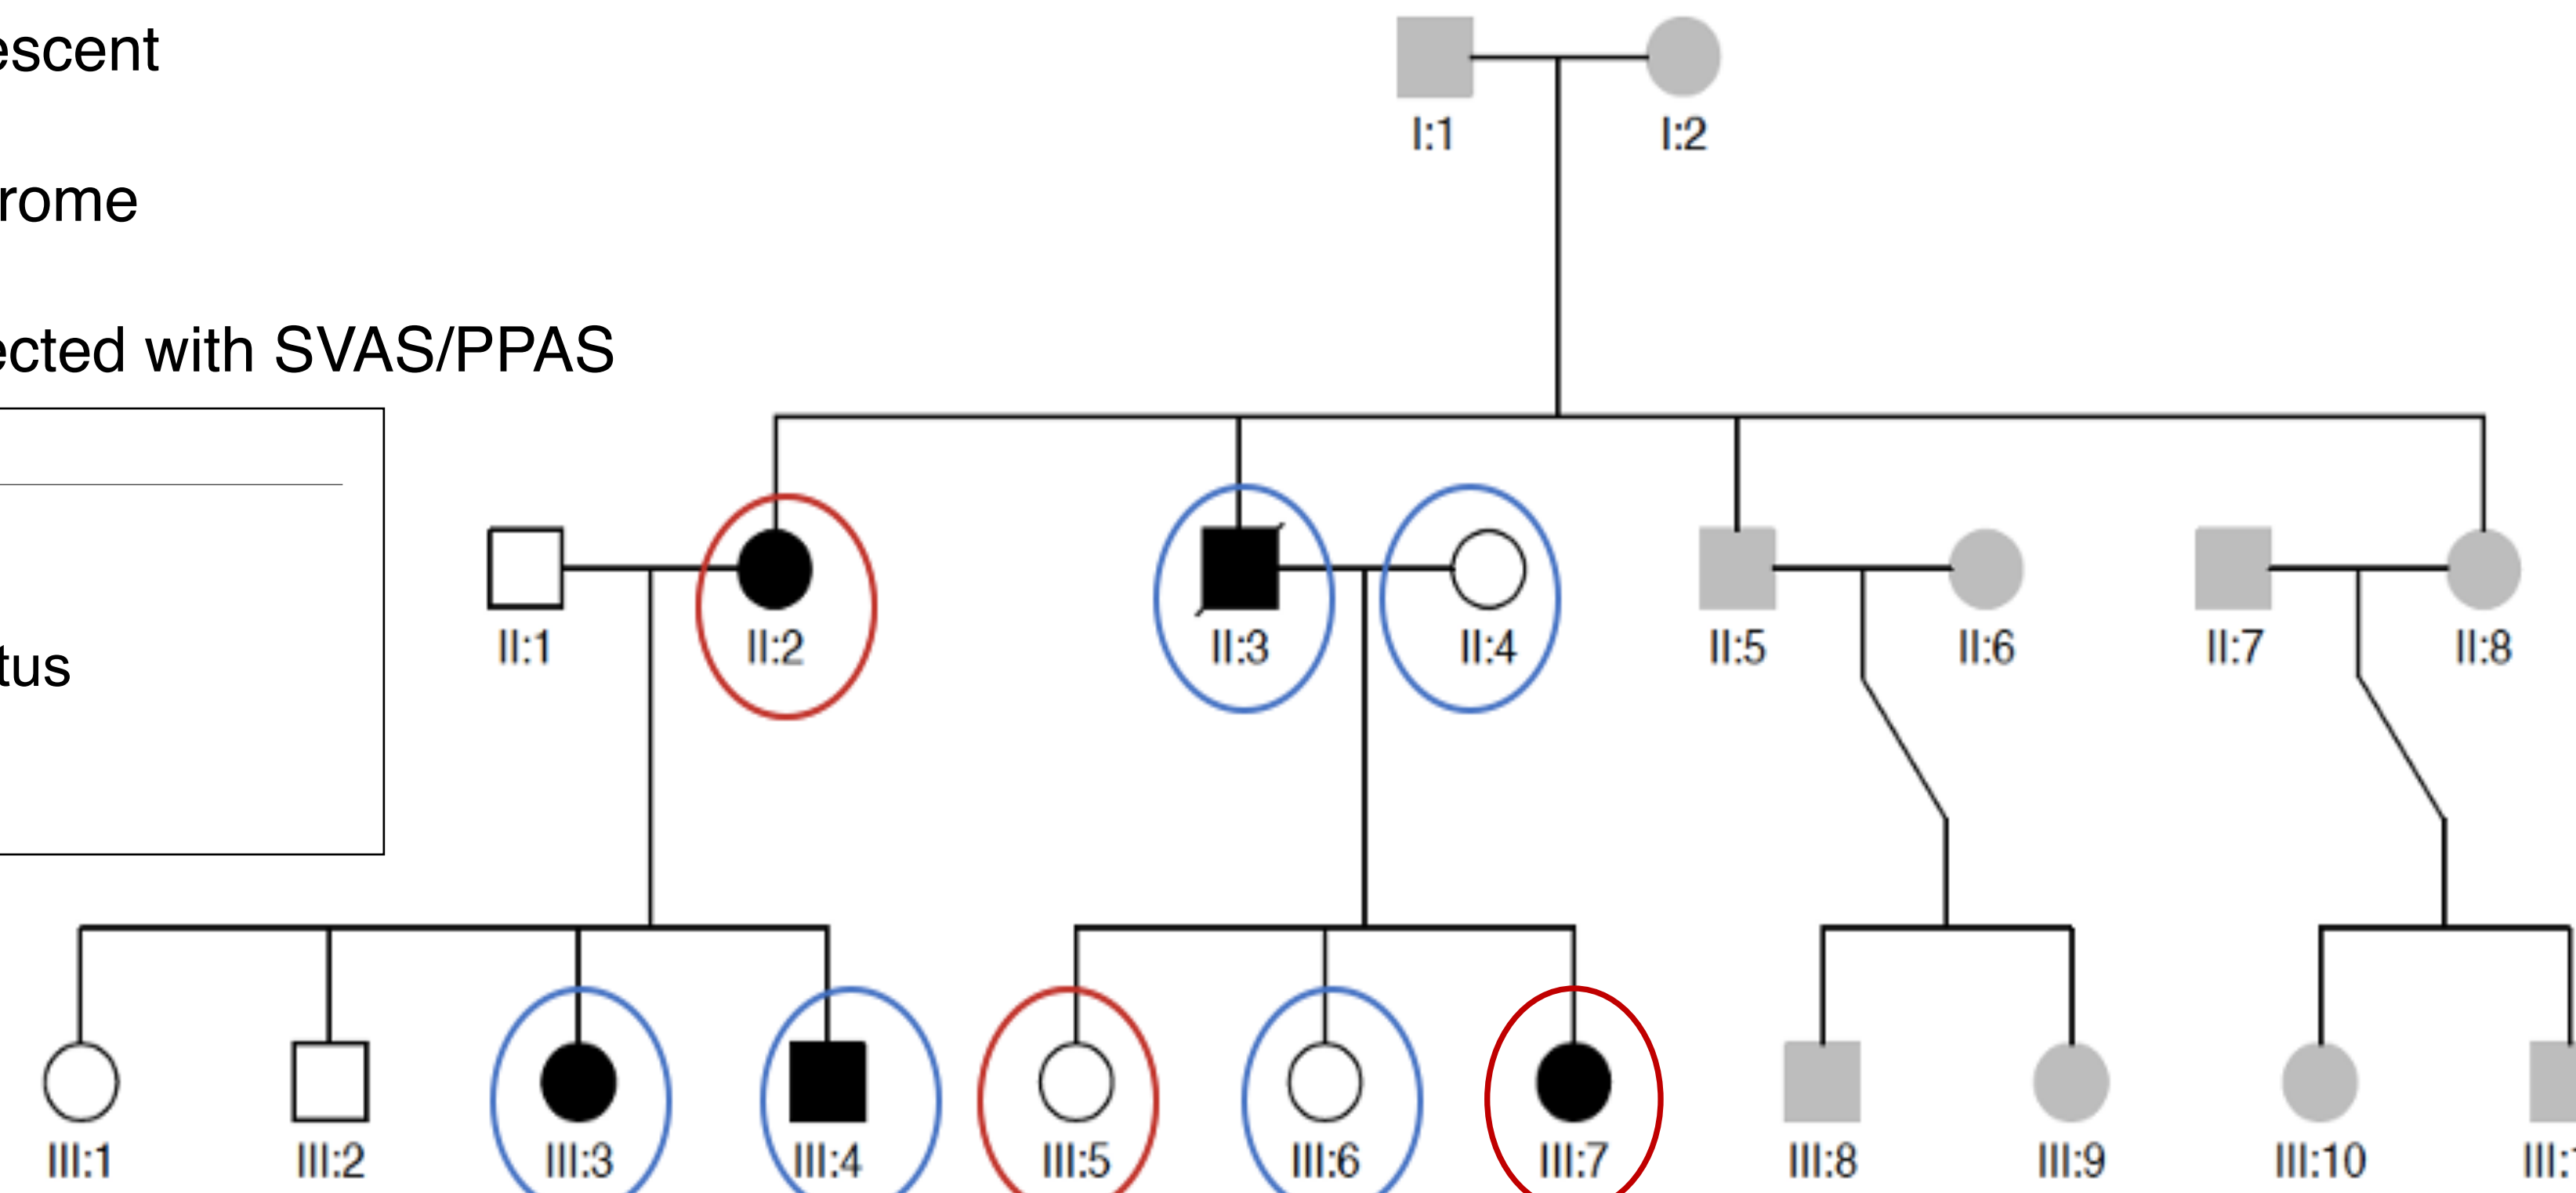 escent
rome
ected with SVAS/PPAS
tus
I:1 I:2
II:1 II:2 II:3 II:4 II:5 II:6 II:7 II:8
III:1 III:2 III:3 III:4 III:5 III:6 III:7 III:8 III:9 III:10 III: